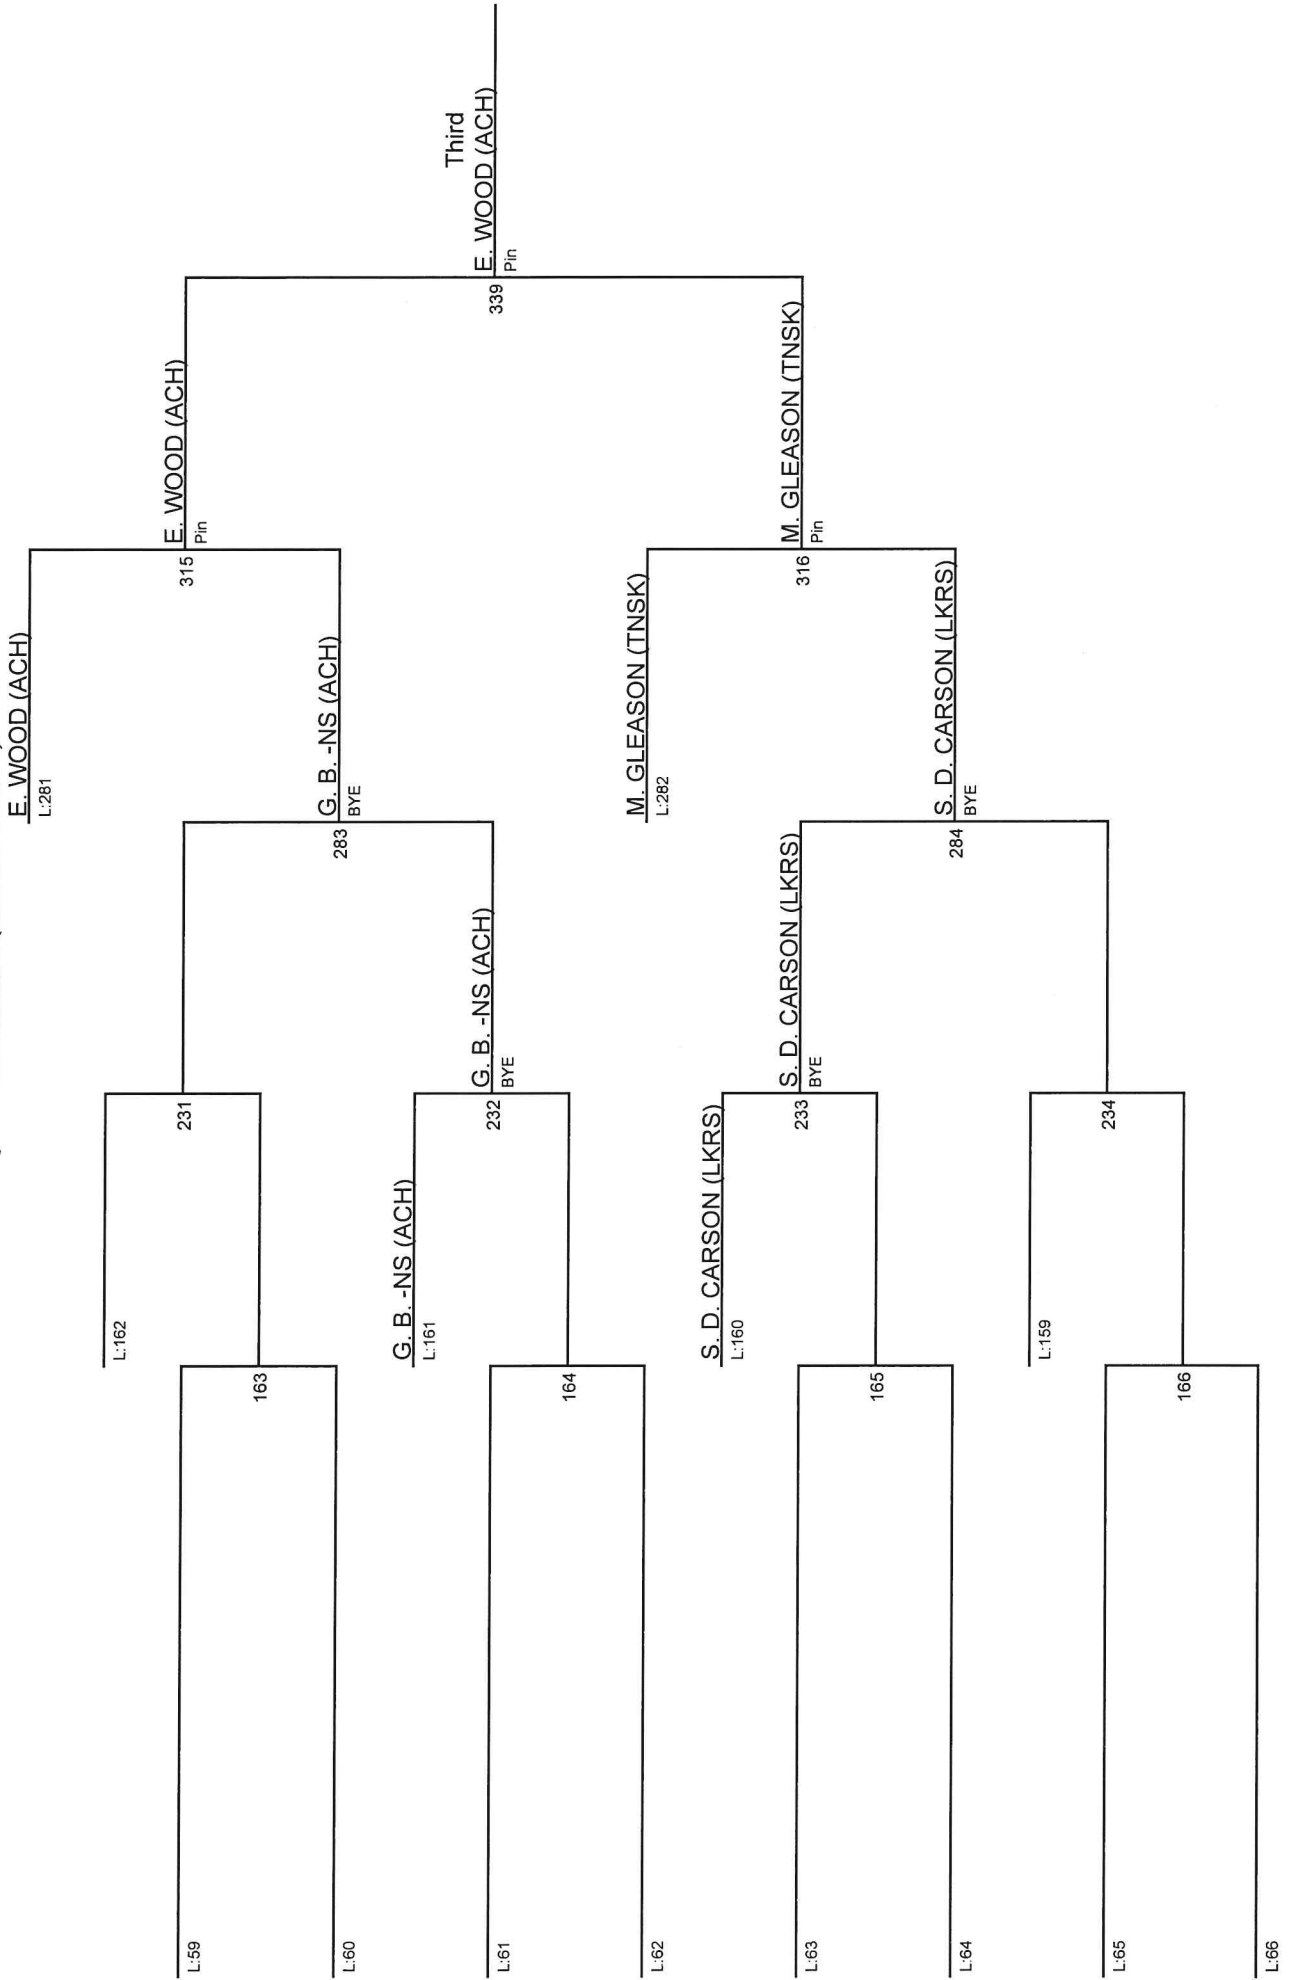 E. WOOD (ACH)
L:281
L:162
E. WOOD (ACH)
231
315
L:59
Pin
163
G. B. -NS (ACH)
283
L:60
BYE
G. B. -NS (ACH)
L:161
Third
G. B. -NS (ACH)
E. WOOD (ACH)
232
339
L:61
BYE
Pin
164
M. GLEASON (TNSK)
L:62
L:282
S. D. CARSON (LKRS)
L:160
S. D. CARSON (LKRS)
M. GLEASON (TNSK)
233
316
L:63
BYE
Pin
165
S. D. CARSON (LKRS)
284
L:64
BYE
L:159
234
L:65
166
L:66